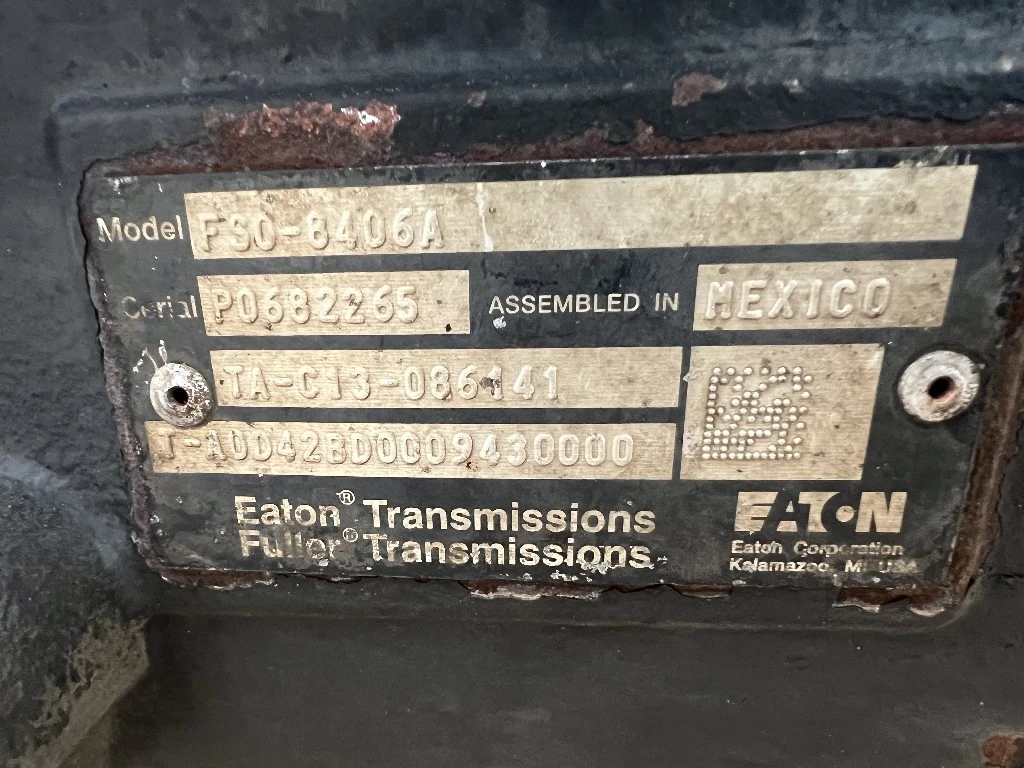 Model FSO-8406A
Serial P0682265 ASSEMBLED IN MEXICO
TA-C13-086141
T-10D42BD0009430000
Eaton® Transmissions
Fuller® Transmissions
EATON
Eaton Corporation
Kalamazoo, MI USA